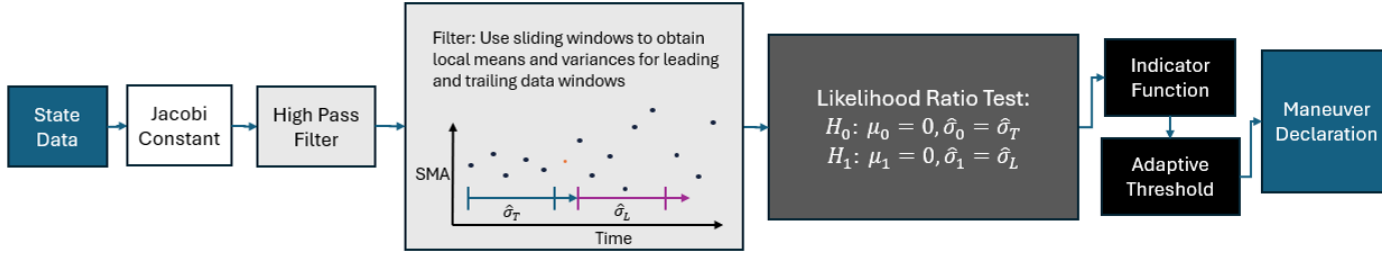 State
Data
Jacobi
Constant
High Pass
Filter
Filter: Use sliding windows to obtain
local means and variances for leading
and trailing data windows
SMA
σ̂_T
σ̂_L
Time
Likelihood Ratio Test:
H₀: μ₀ = 0, σ̂₀ = σ̂_T
H₁: μ₁ = 0, σ̂₁ = σ̂_L
Indicator
Function
Adaptive
Threshold
Maneuver
Declaration